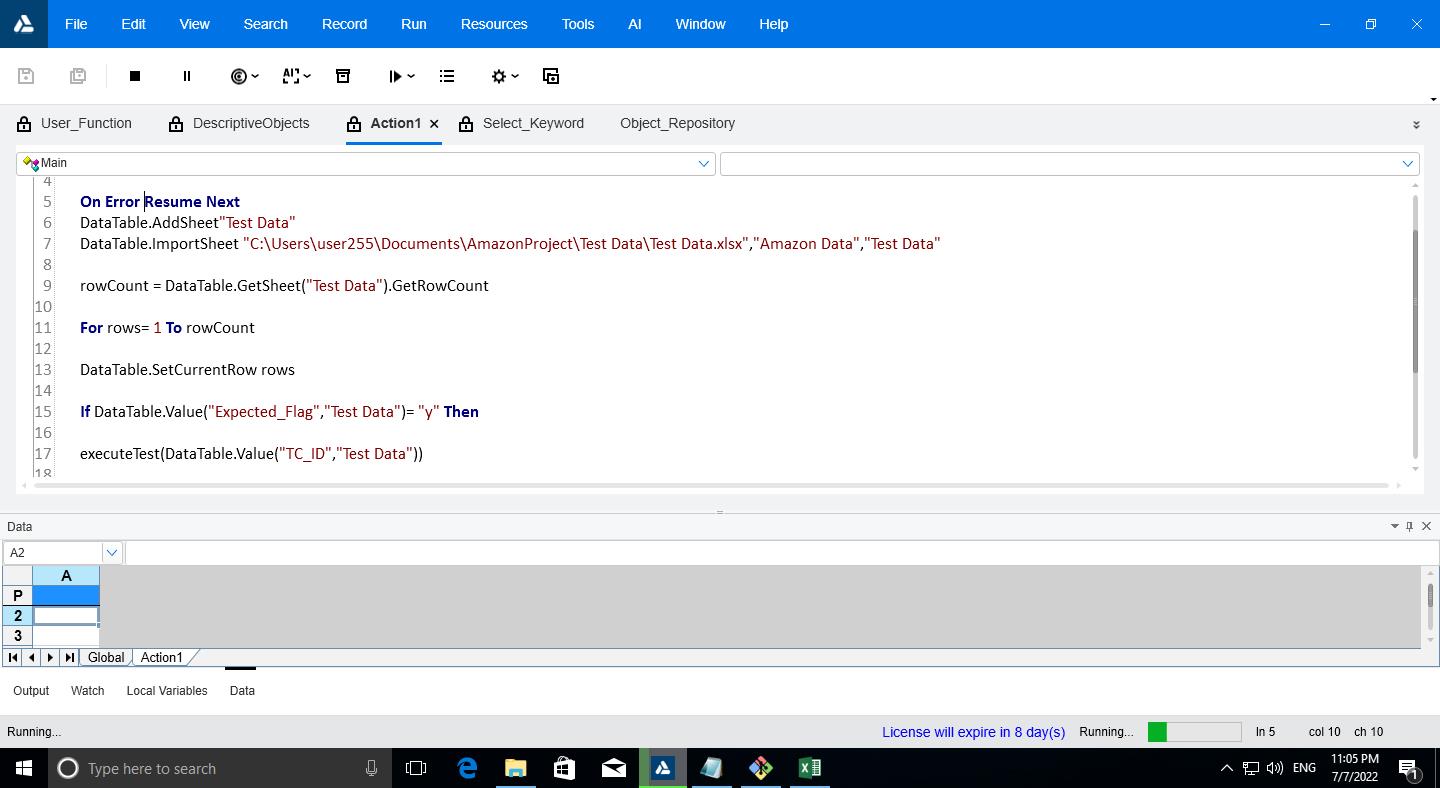 File Edit View Search Record Run Resources Tools AI Window Help
User_Function DescriptiveObjects Action1 Select_Keyword Object_Repository
Main
4
5 On Error Resume Next
6 DataTable.AddSheet"Test Data"
7 DataTable.ImportSheet "C:\Users\user255\Documents\AmazonProject\Test Data\Test Data.xlsx","Amazon Data","Test Data"
8
9 rowCount = DataTable.GetSheet("Test Data").GetRowCount
10
11 For rows= 1 To rowCount
12
13 DataTable.SetCurrentRow rows
14
15 If DataTable.Value("Expected_Flag","Test Data")= "y" Then
16
17 executeTest(DataTable.Value("TC_ID","Test Data"))
18
Data
A2
A
P
2
3
Global Action1
Output Watch Local Variables Data
Running... License will expire in 8 day(s) Running... ln 5 col 10 ch 10
Type here to search ENG 11:05 PM
7/7/2022 1